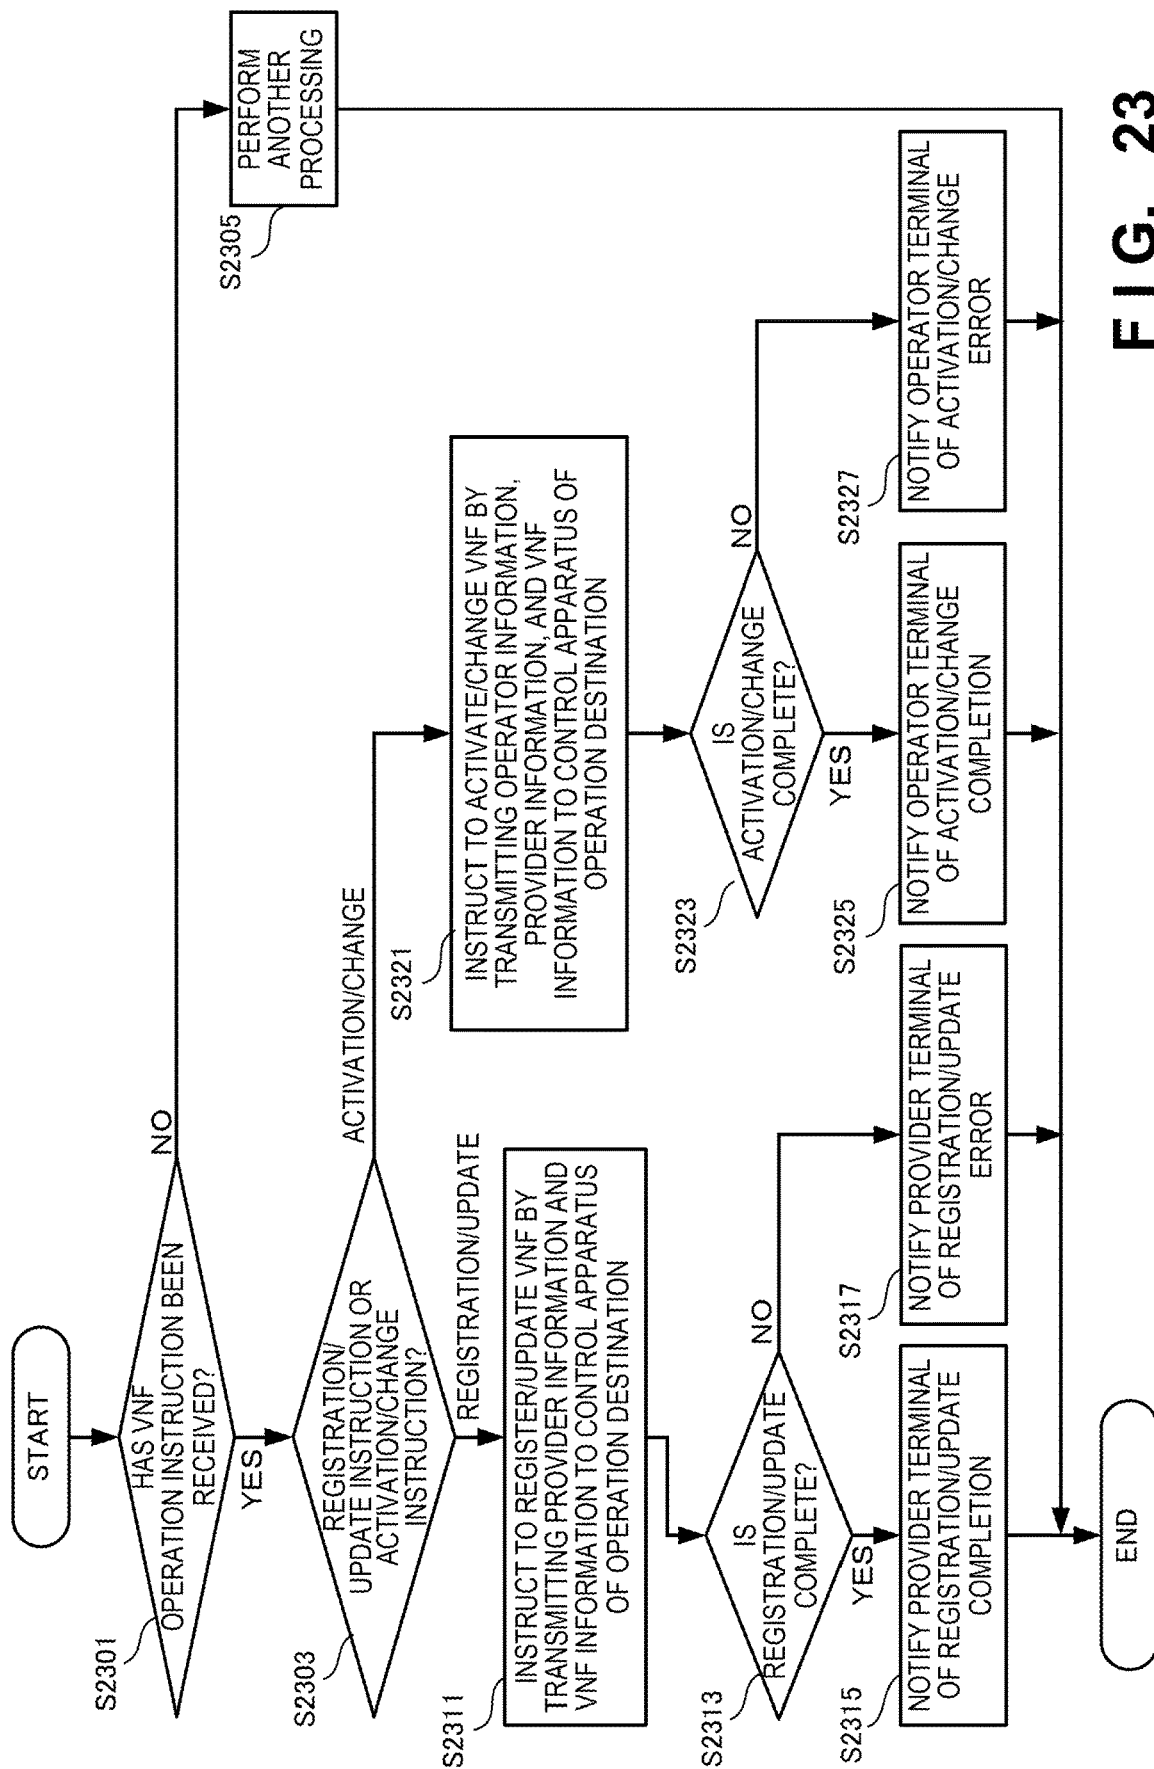 START
HAS VNF
OPERATION INSTRUCTION BEEN
RECEIVED?
S2301
NO
YES
PERFORM
ANOTHER
PROCESSING
S2305
REGISTRATION/
UPDATE INSTRUCTION OR
ACTIVATION/CHANGE
INSTRUCTION?
S2303
ACTIVATION/CHANGE
REGISTRATION/UPDATE
INSTRUCT TO REGISTER/UPDATE VNF BY
TRANSMITTING PROVIDER INFORMATION AND
VNF INFORMATION TO CONTROL APPARATUS
OF OPERATION DESTINATION
S2311
INSTRUCT TO ACTIVATE/CHANGE VNF BY
TRANSMITTING OPERATOR INFORMATION,
PROVIDER INFORMATION, AND VNF
INFORMATION TO CONTROL APPARATUS OF
OPERATION DESTINATION
S2321
IS
REGISTRATION/UPDATE
COMPLETE?
S2313
NO
YES
IS
ACTIVATION/CHANGE
COMPLETE?
S2323
NO
YES
NOTIFY PROVIDER TERMINAL
OF REGISTRATION/UPDATE
COMPLETION
S2315
NOTIFY PROVIDER TERMINAL
OF REGISTRATION/UPDATE
ERROR
S2317
NOTIFY OPERATOR TERMINAL
OF ACTIVATION/CHANGE
COMPLETION
S2325
NOTIFY OPERATOR TERMINAL
OF ACTIVATION/CHANGE
ERROR
S2327
END
FIG. 23